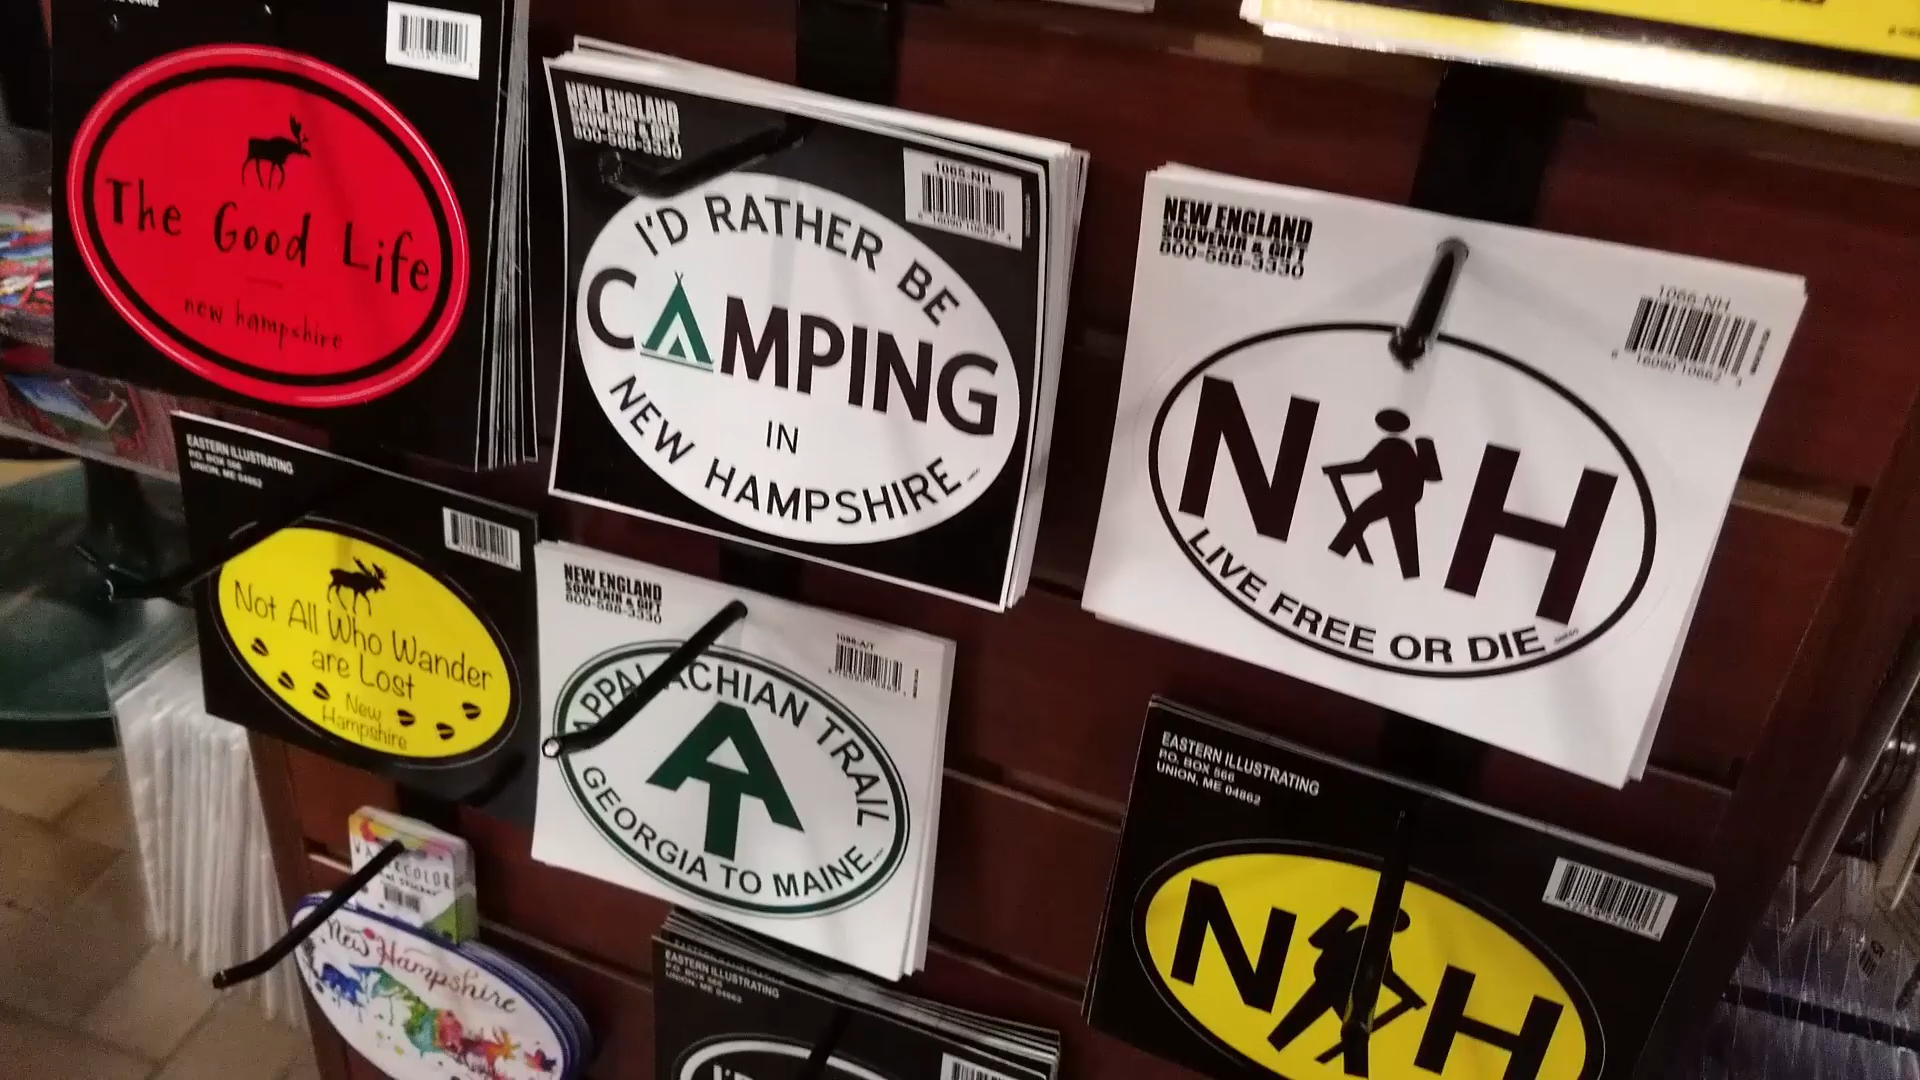 The Good Life
new hampshire
NEW ENGLAND
SOUVENIR & GIFT
800-588-3330
1065-NH
I'D RATHER BE
CAMPING
IN
NEW HAMPSHIRE
NEW ENGLAND
SOUVENIR & GIFT
800-588-3330
1066-NH
N H
LIVE FREE OR DIE
EASTERN ILLUSTRATING
P.O. BOX 566
UNION, ME 04862
Not All Who Wander
are Lost
New
Hampshire
NEW ENGLAND
SOUVENIR & GIFT
800-588-3330
APPALACHIAN TRAIL
AT
GEORGIA TO MAINE
EASTERN ILLUSTRATING
PO. BOX 566
UNION, ME 04862
N H
WATERCOLOR
New Hampshire
EASTERN ILLUSTRATING
P.O. BOX 566
UNION, ME 04862